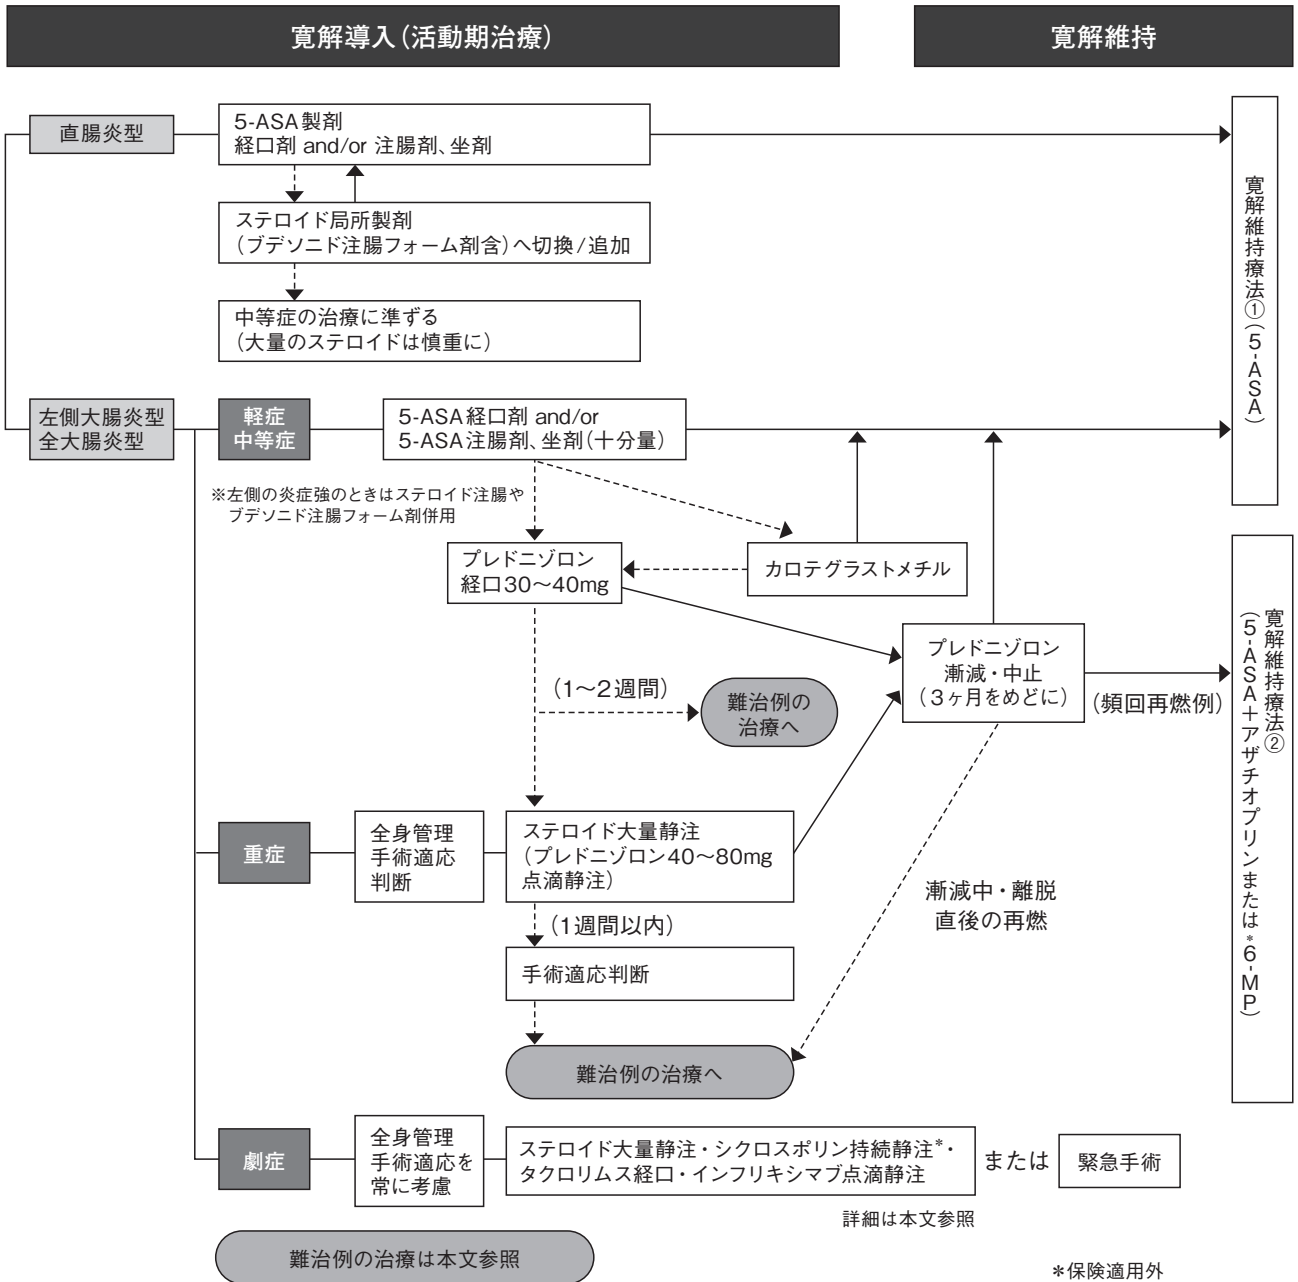 寛解導入（活動期治療）
寛解維持
直腸炎型
5-ASA製剤
経口剤 and/or 注腸剤、坐剤
ステロイド局所製剤
（ブデソニド注腸フォーム剤含）へ切換/追加
中等症の治療に準ずる
（大量のステロイドは慎重に）
寛解維持療法①（5-ASA）
左側大腸炎型
全大腸炎型
軽症
中等症
5-ASA経口剤 and/or
5-ASA注腸剤、坐剤（十分量）
※左側の炎症強のときはステロイド注腸や
ブデソニド注腸フォーム剤併用
プレドニゾロン
経口30〜40mg
カロテグラストメチル
プレドニゾロン
漸減・中止
（3ヶ月をめどに）
（頻回再燃例）
寛解維持療法②
（5-ASA＋アザチオプリンまたは*6-MP）
（1〜2週間）
難治例の
治療へ
重症
全身管理
手術適応
判断
ステロイド大量静注
（プレドニゾロン40〜80mg
点滴静注）
漸減中・離脱
直後の再燃
（1週間以内）
手術適応判断
難治例の治療へ
劇症
全身管理
手術適応を
常に考慮
ステロイド大量静注・シクロスポリン持続静注*・
タクロリムス経口・インフリキシマブ点滴静注
または
緊急手術
詳細は本文参照
難治例の治療は本文参照
*保険適用外